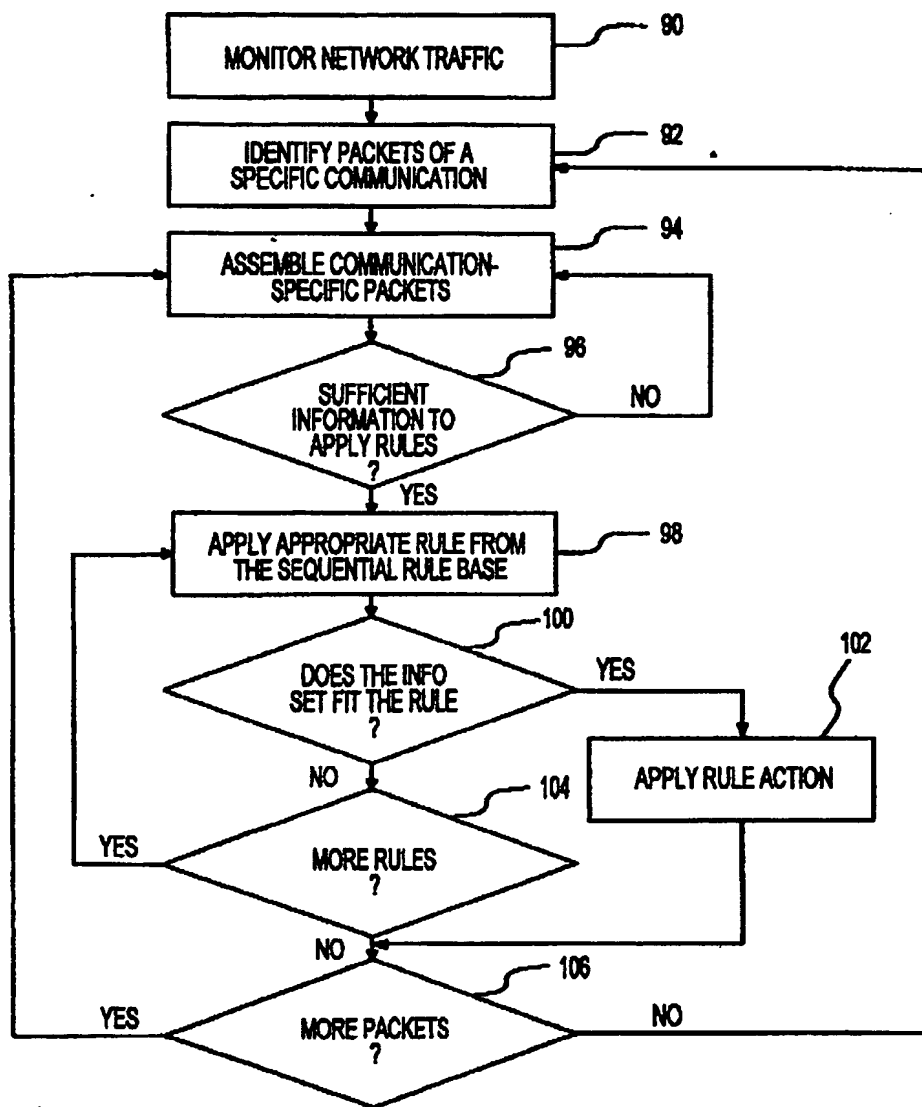 90
MONITOR NETWORK TRAFFIC
92
IDENTIFY PACKETS OF A
SPECIFIC COMMUNICATION
94
ASSEMBLE COMMUNICATION-
SPECIFIC PACKETS
96
SUFFICIENT
INFORMATION TO
APPLY RULES
?
NO
YES
APPLY APPROPRIATE RULE FROM
THE SEQUENTIAL RULE BASE
98
100
DOES THE INFO
SET FIT THE RULE
?
YES
102
APPLY RULE ACTION
NO
104
YES
MORE RULES
?
NO
106
YES
MORE PACKETS
?
NO